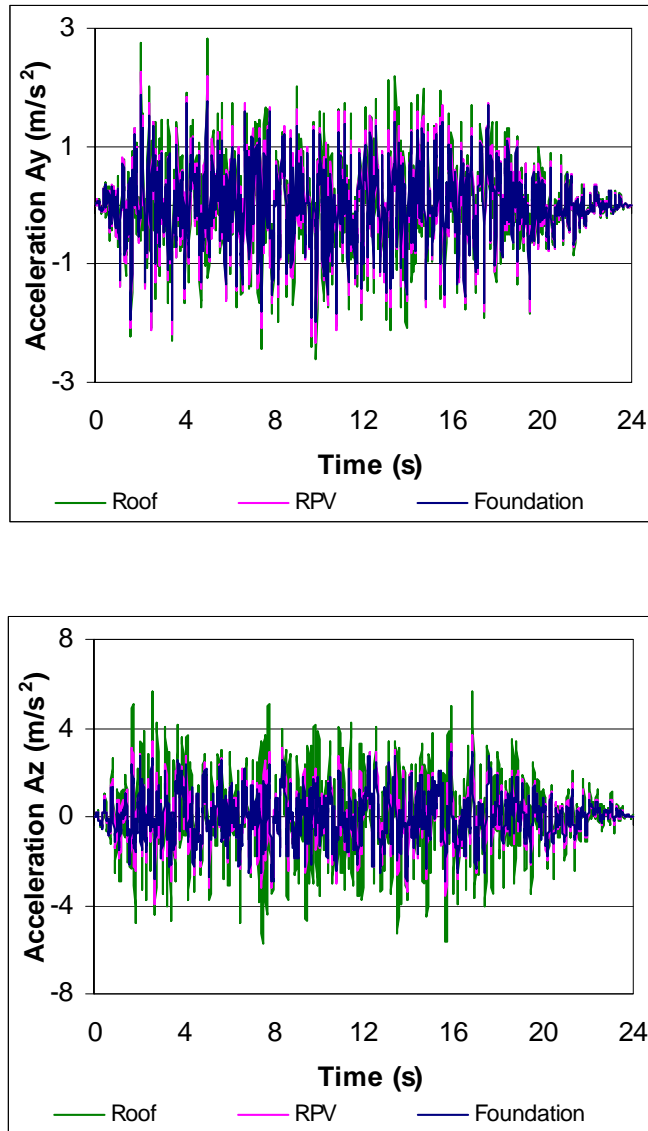 3
1
-1
-3
Acceleration Ay (m/s²)
0 4 8 12 16 20 24
Time (s)
Roof RPV Foundation
8
4
0
-4
-8
Acceleration Az (m/s²)
0 4 8 12 16 20 24
Time (s)
Roof RPV Foundation